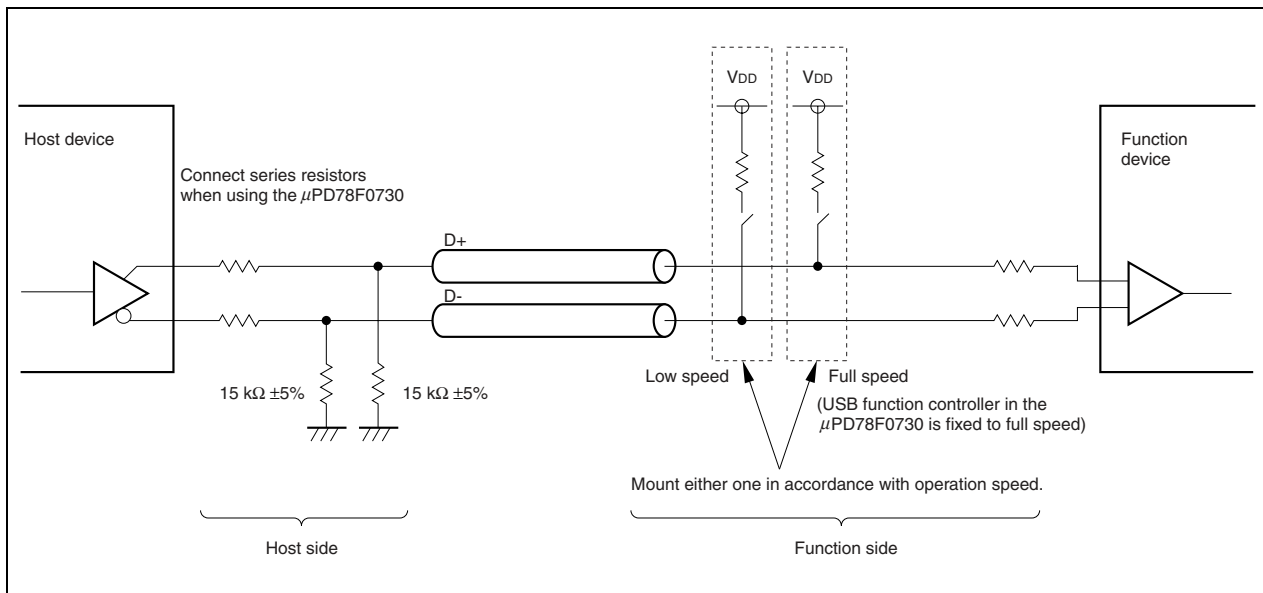 VDD
VDD
Host device
Function
device
Connect series resistors
when using the μPD78F0730
D+
D-
15 kΩ ±5%
15 kΩ ±5%
Low speed
Full speed
(USB function controller in the
μPD78F0730 is fixed to full speed)
Mount either one in accordance with operation speed.
Host side
Function side